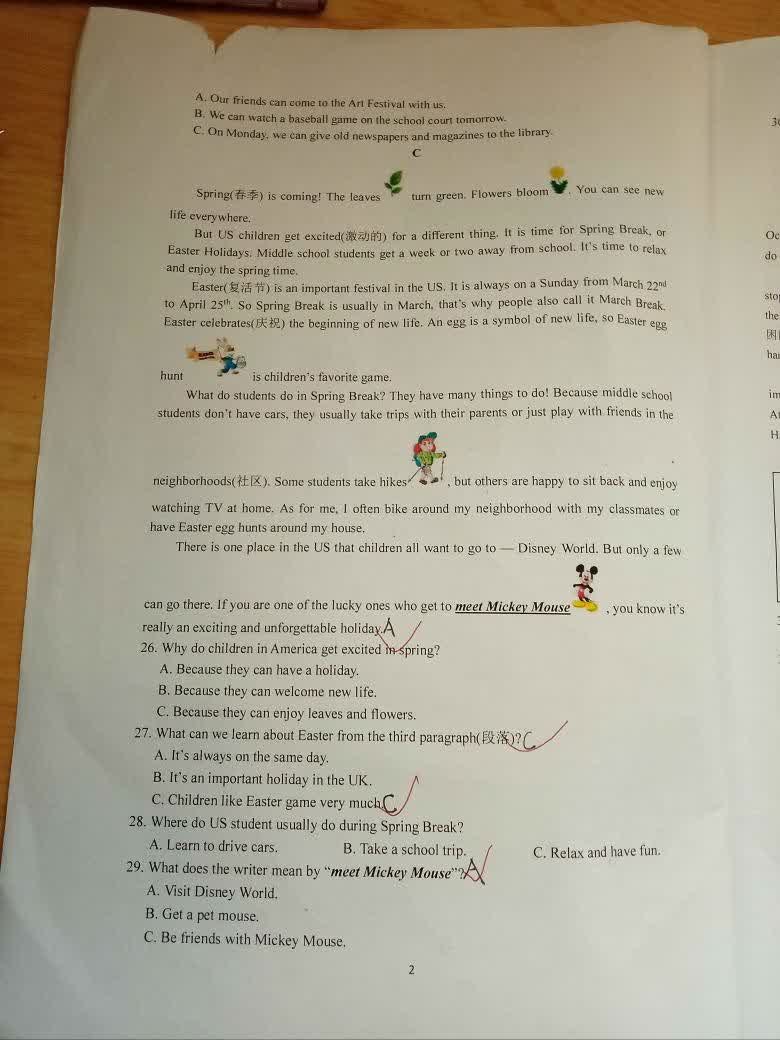 A. Our friends can come to the Art Festival with us.
B. We can watch a baseball game on the school court tomorrow.
C. On Monday, we can give old newspapers and magazines to the library.
C
Spring(春季) is coming! The leaves turn green. Flowers bloom. You can see new
life everywhere.
But US children get excited(激动的) for a different thing. It is time for Spring Break, or
Easter Holidays. Middle school students get a week or two away from school. It's time to relax
and enjoy the spring time.
Easter(复活节) is an important festival in the US. It is always on a Sunday from March 22nd
to April 25th. So Spring Break is usually in March, that's why people also call it March Break.
Easter celebrates(庆祝) the beginning of new life. An egg is a symbol of new life, so Easter egg
hunt is children's favorite game.
What do students do in Spring Break? They have many things to do! Because middle school
students don't have cars, they usually take trips with their parents or just play with friends in the
neighborhoods(社区). Some students take hikes, but others are happy to sit back and enjoy
watching TV at home. As for me, I often bike around my neighborhood with my classmates or
have Easter egg hunts around my house.
There is one place in the US that children all want to go to — Disney World. But only a few
can go there. If you are one of the lucky ones who get to meet Mickey Mouse, you know it's
really an exciting and unforgettable holiday. A
26. Why do children in America get excited in spring?
A. Because they can have a holiday.
B. Because they can welcome new life.
C. Because they can enjoy leaves and flowers.
27. What can we learn about Easter from the third paragraph(段落)? C
A. It's always on the same day.
B. It's an important holiday in the UK.
C. Children like Easter game very much. C
28. Where do US student usually do during Spring Break?
A. Learn to drive cars. B. Take a school trip. C. Relax and have fun.
29. What does the writer mean by "meet Mickey Mouse"? A
A. Visit Disney World.
B. Get a pet mouse.
C. Be friends with Mickey Mouse.
2